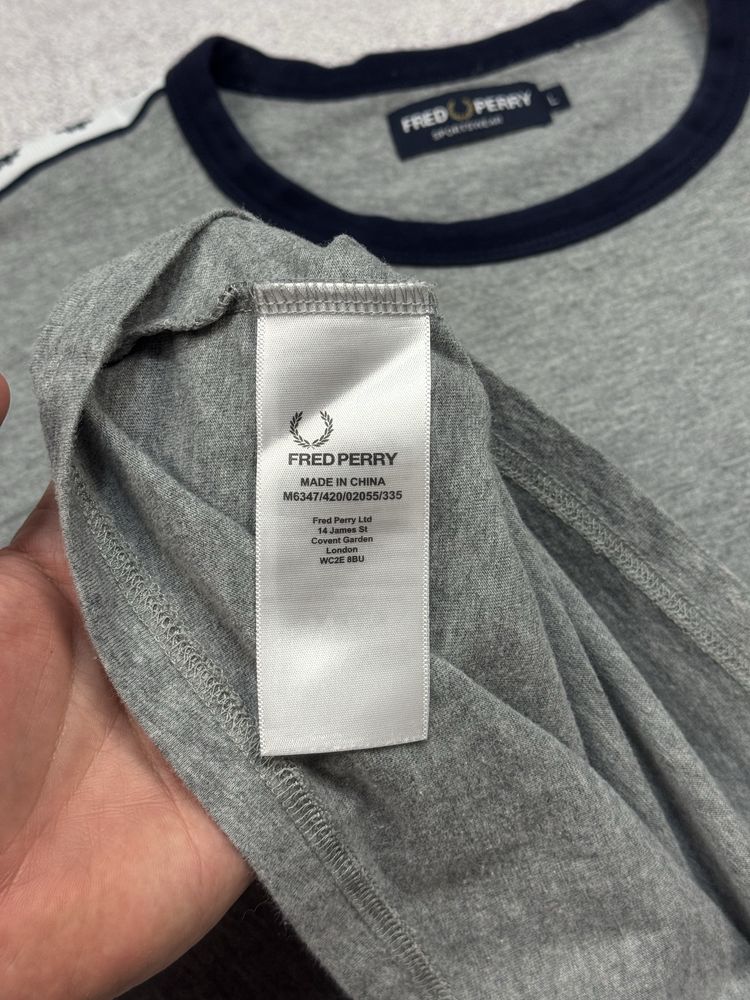 FRED PERRY
SPORTSWEAR
L
FRED PERRY
MADE IN CHINA
M6347/420/02055/335
Fred Perry Ltd
14 James St
Covent Garden
London
WC2E 8BU